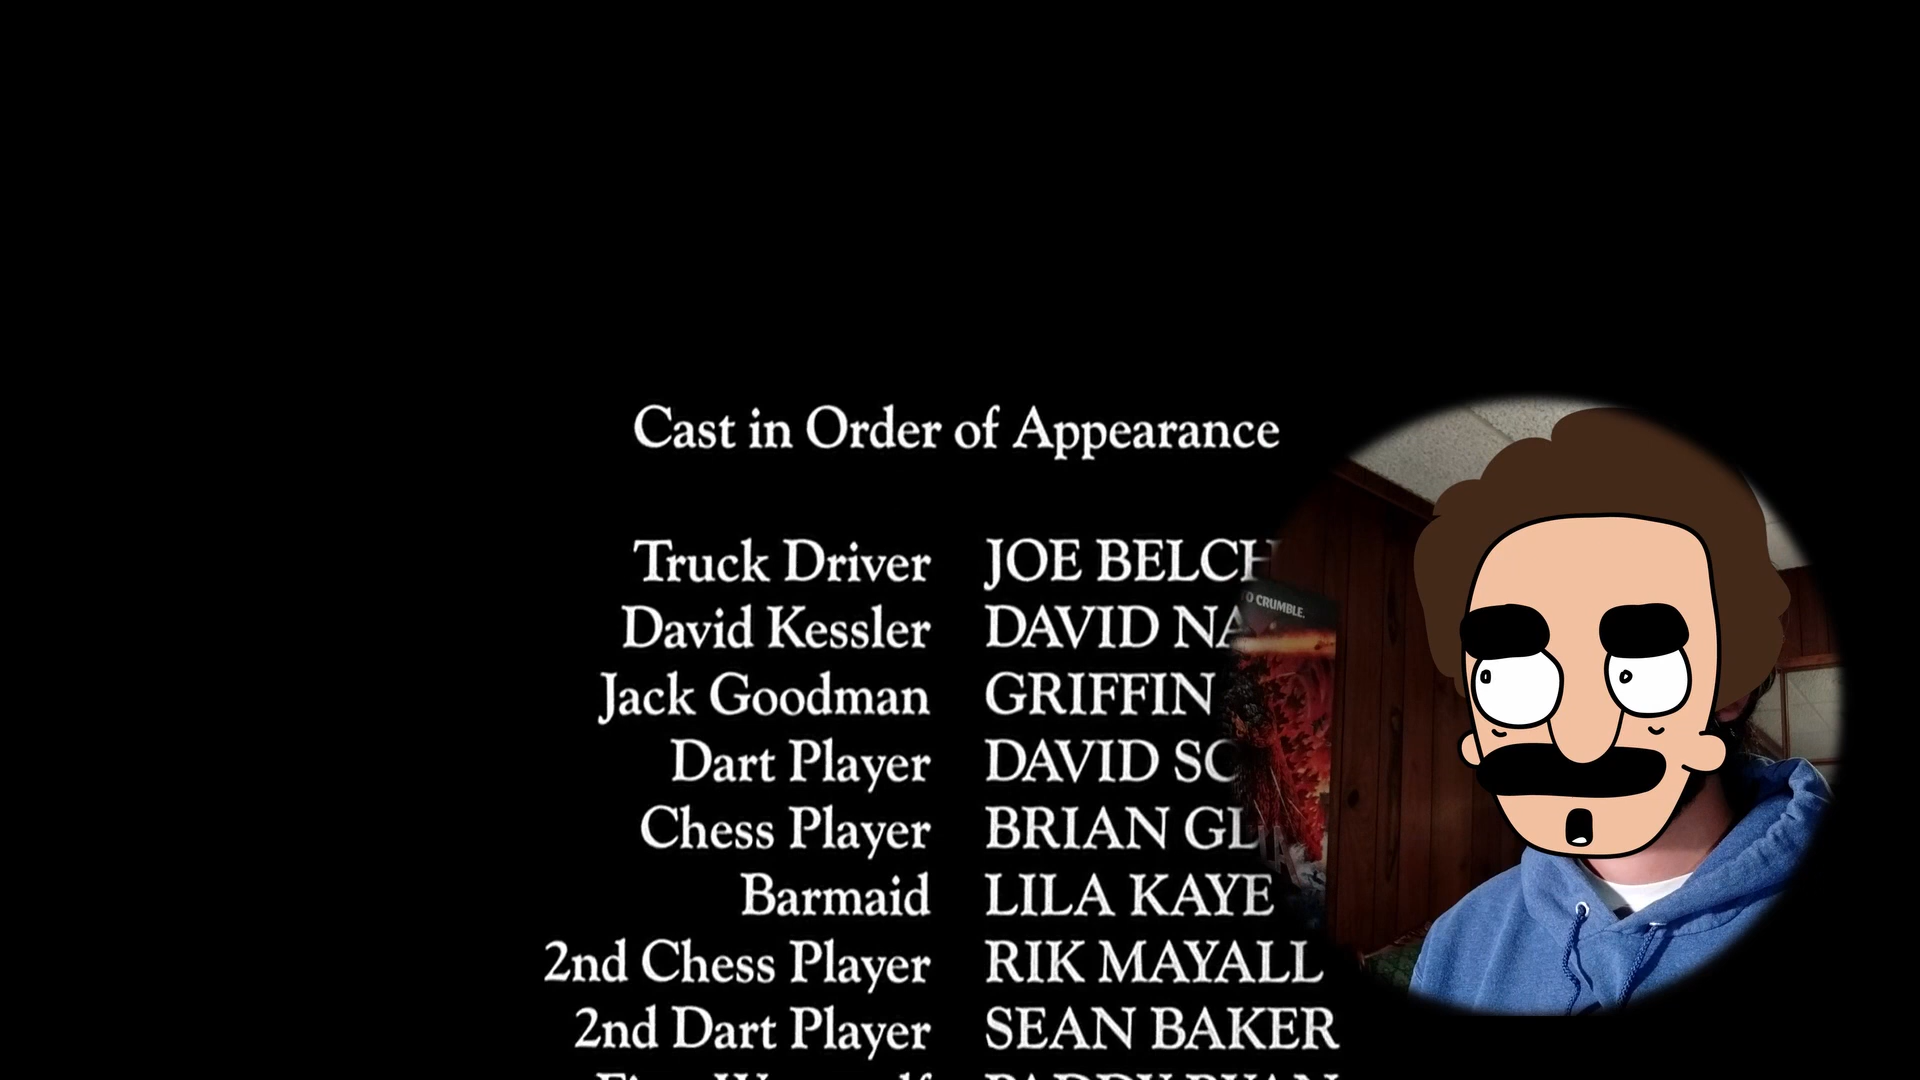 Cast in Order of Appearance
Truck Driver JOE BELCH
David Kessler DAVID NA
Jack Goodman GRIFFIN
Dart Player DAVID SC
Chess Player BRIAN GL
Barmaid LILA KAYE
2nd Chess Player RIK MAYALL
2nd Dart Player SEAN BAKER
O CRUMBLE.